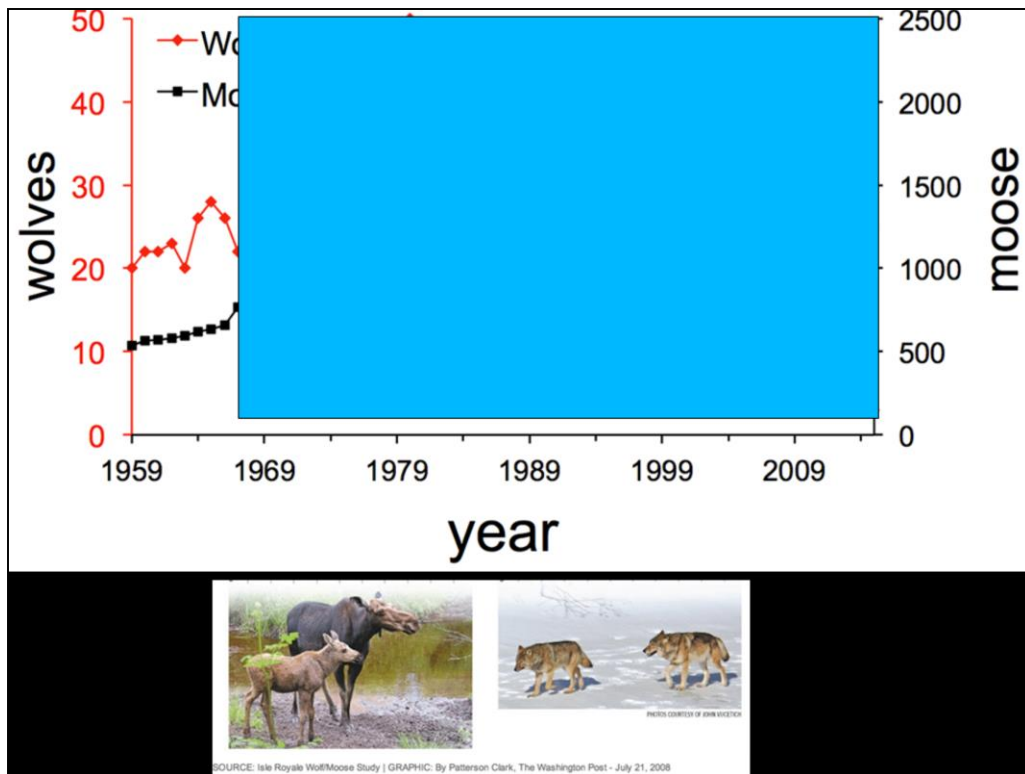 50
40
30
20
10
0
wolves
Wo
Mo
2500
2000
1500
1000
500
0
moose
1959 1969 1979 1989 1999 2009
year
PHOTOS COURTESY OF JOHN VUCETICH
SOURCE: Isle Royale Wolf/Moose Study | GRAPHIC: By Patterson Clark, The Washington Post - July 21, 2008